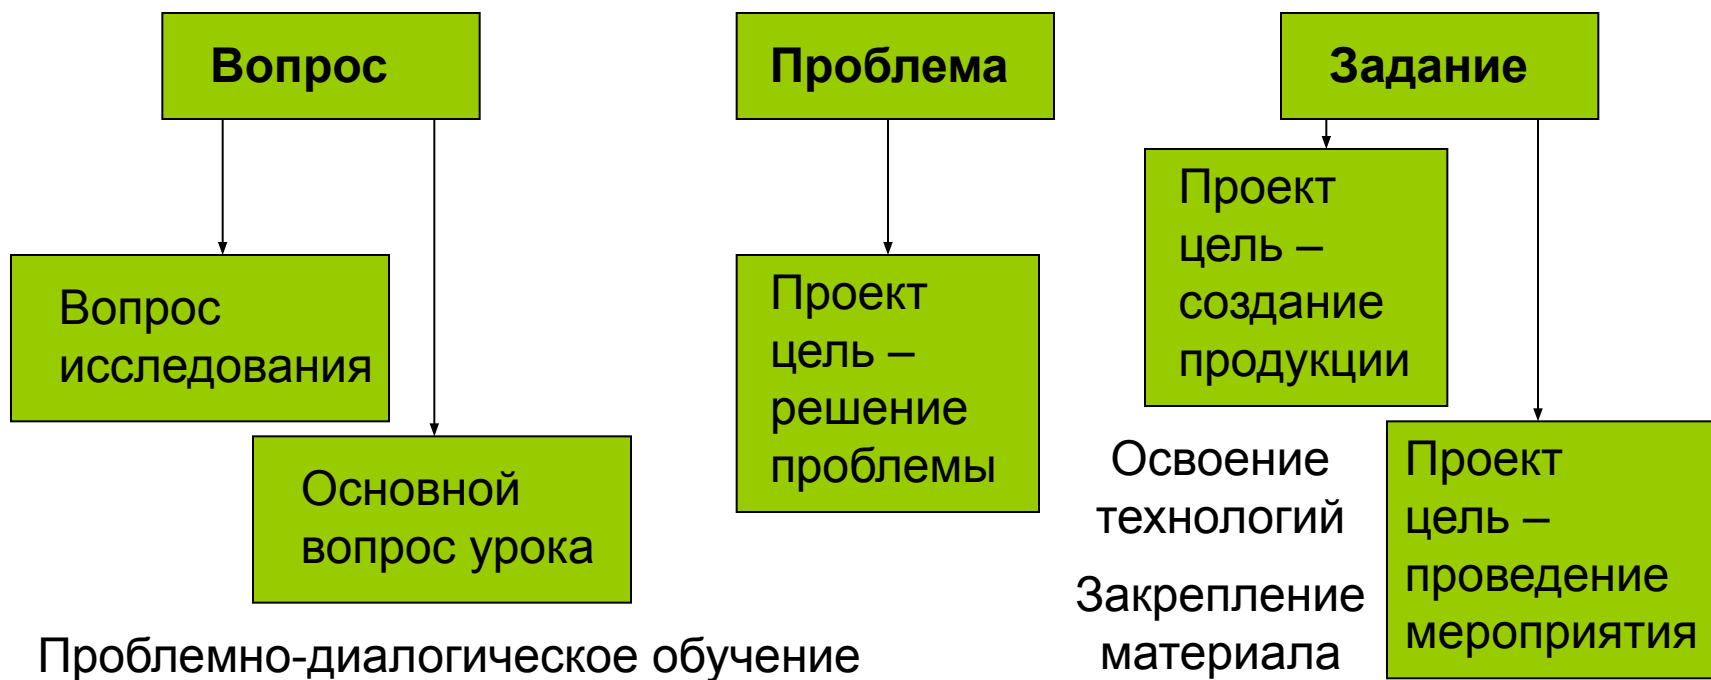 Вопрос
Проблема
Задание
Вопрос
исследования
Основной
вопрос урока
Проект
цель –
решение
проблемы
Проект
цель –
создание
продукции
Освоение
технологий
Закрепление
материала
Проект
цель –
проведение
мероприятия
Проблемно-диалогическое обучение